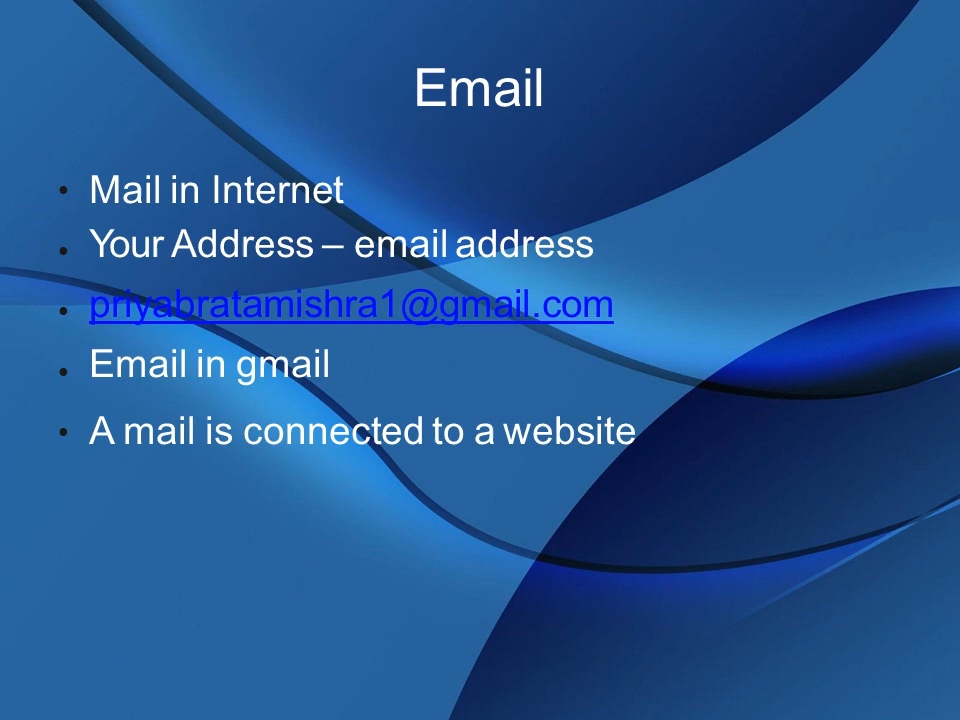 Email
• Mail in Internet
• Your Address – email address
• priyabratamishra1@gmail.com
• Email in gmail
• A mail is connected to a website